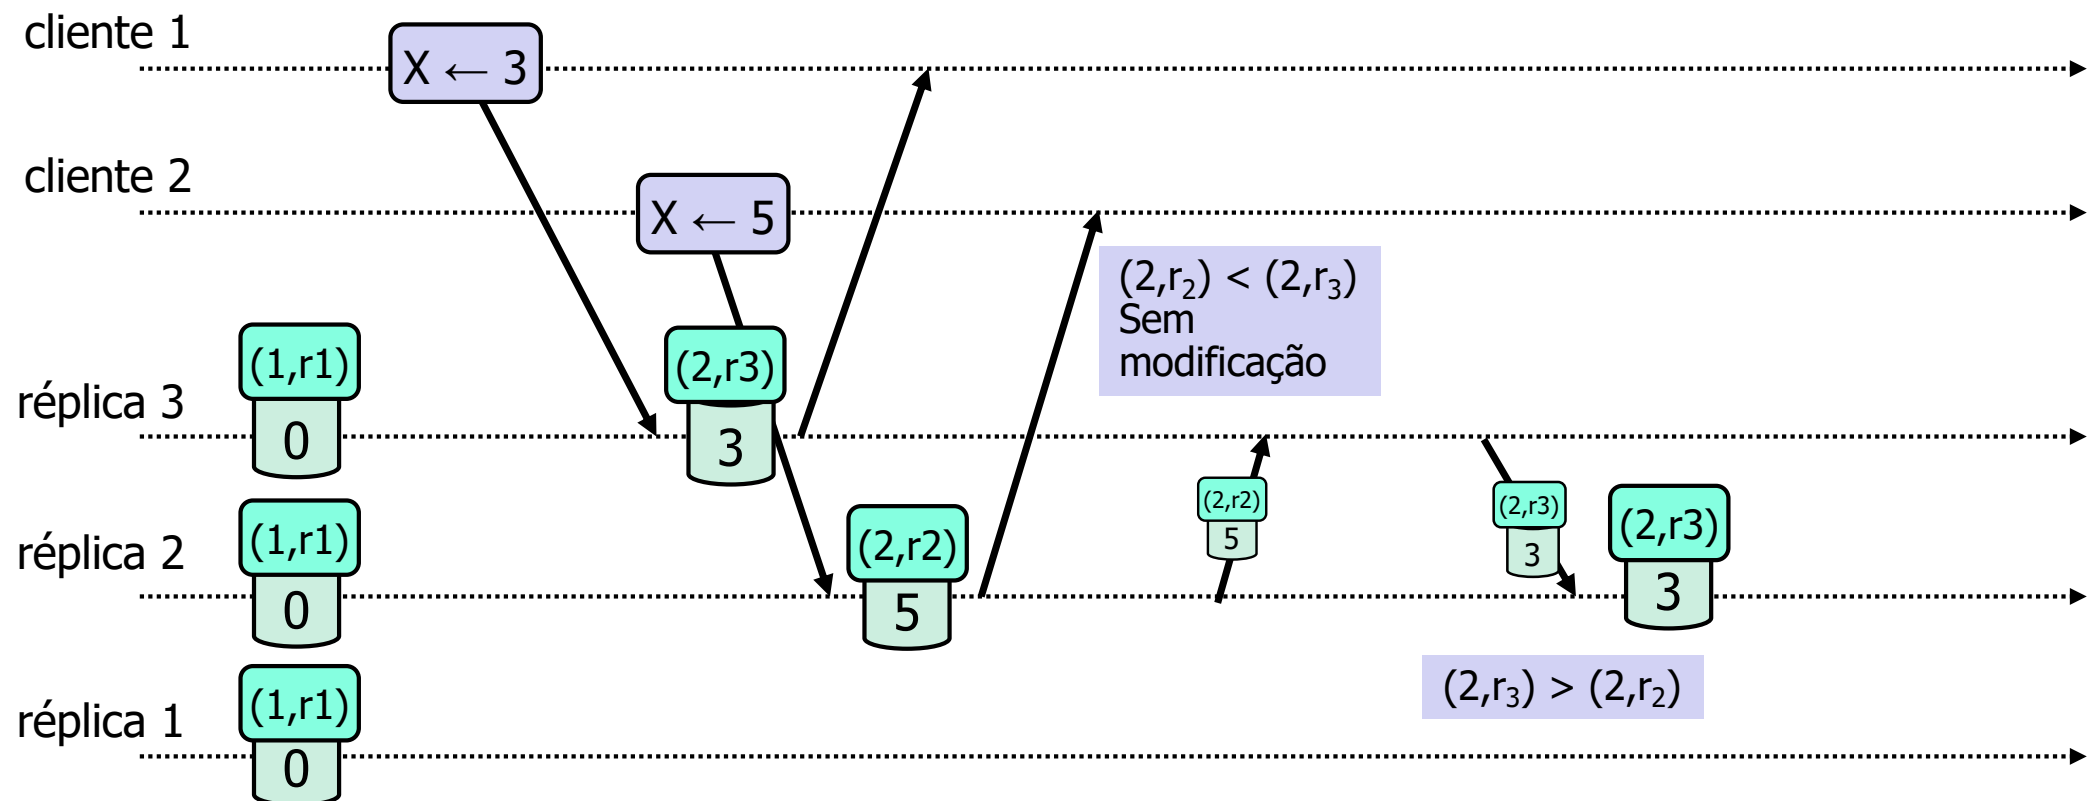 cliente 1
X ← 3
cliente 2
X ← 5
(2,r₂) < (2,r₃)
Sem
modificação
réplica 3
(1,r1)
0
(2,r3)
3
réplica 2
(1,r1)
0
(2,r2)
5
(2,r2)
5
(2,r3)
3
(2,r3)
3
(2,r₃) > (2,r₂)
réplica 1
(1,r1)
0